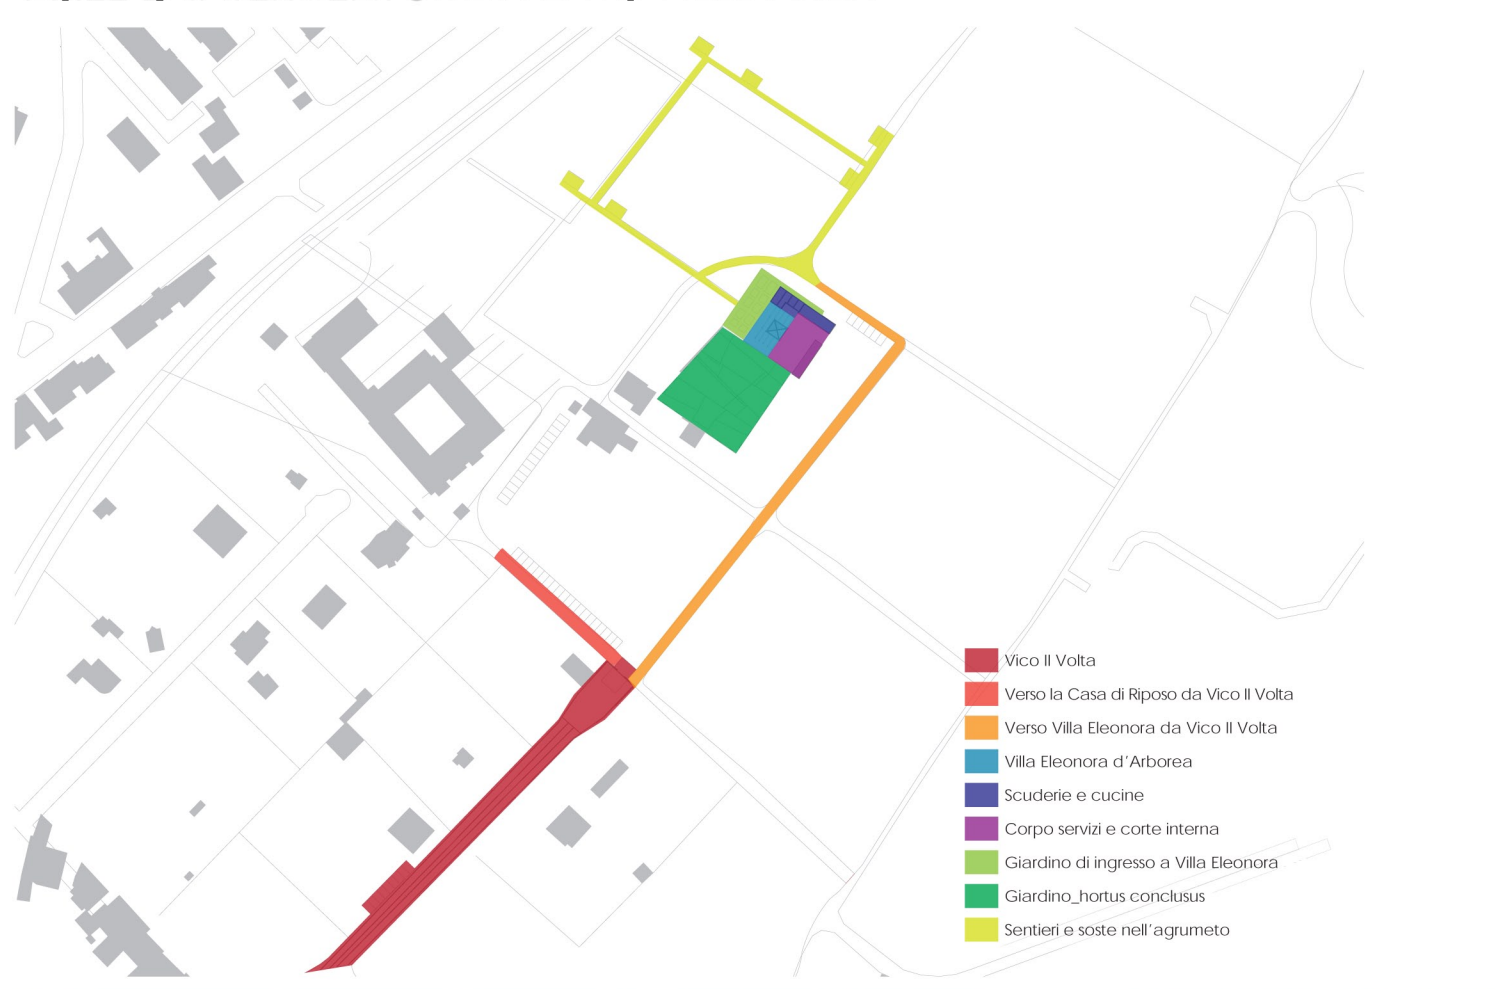 Vico II Volta
Verso la Casa di Riposo da Vico II Volta
Verso Villa Eleonora da Vico II Volta
Villa Eleonora d'Arborea
Scuderie e cucine
Corpo servizi e corte interna
Giardino di ingresso a Villa Eleonora
Giardino_hortus conclusus
Sentieri e soste nell'agrumeto